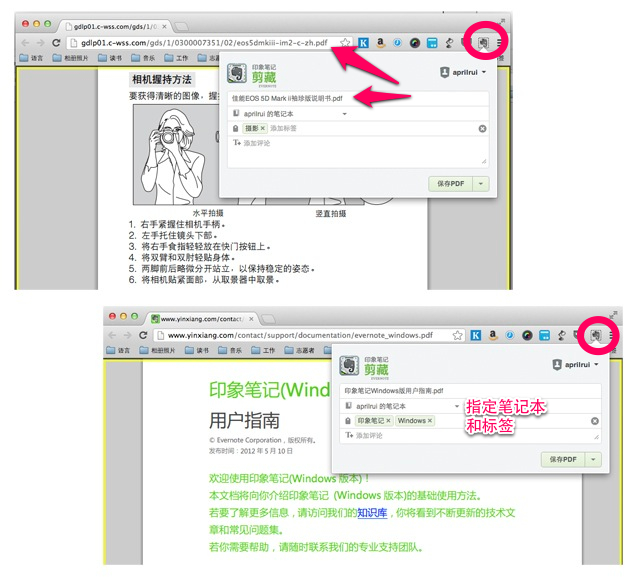 gdlp01.c-wss.com/gds/1/0
gdlp01.c-wss.com/gds/1/0300007351/02/eos5dmkiii-im2-c-zh.pdf
语言 相册照片 读书 音乐 工作 志愿
相机握持方法
要获得清晰的图像，握
印象笔记
剪藏
EVERNOTE
aprilrui
佳能EOS 5D Mark ii袖珍版说明书.pdf
aprilrui 的笔记本
摄影 × 添加标签
T+ 添加评论
保存PDF
水平拍摄 竖直拍摄
1. 右手紧握住相机手柄。
2. 左手托住镜头下部。
3. 将右手食指轻轻放在快门按钮上。
4. 将双臂和双肘轻贴身体。
5. 两脚前后略微分开站立，以保持稳定的姿态。
6. 将相机贴紧面部，从取景器中取景。
www.yinxiang.com/contact
www.yinxiang.com/contact/support/documentation/evernote_windows.pdf
语言 相册照片 读书 音乐 工作 志愿者
印象笔记(Wind
用户指南
© Evernote Corporation，版权所有。
发布时间：2012 年 5 月 10 日
印象笔记
剪藏
EVERNOTE
aprilrui
印象笔记Windows版用户指南.pdf
aprilrui 的笔记本
印象笔记 × Windows ×
T+ 添加评论
保存PDF
指定笔记本
和标签
欢迎使用印象笔记(Windows 版本)！
本文档将向你介绍印象笔记 (Windows 版本)的基础使用方法。
若要了解更多信息，请访问我们的知识库，你将看到不断更新的技术文
章和常见问题集。
若你需要帮助，请随时联系我们的专业支持团队。